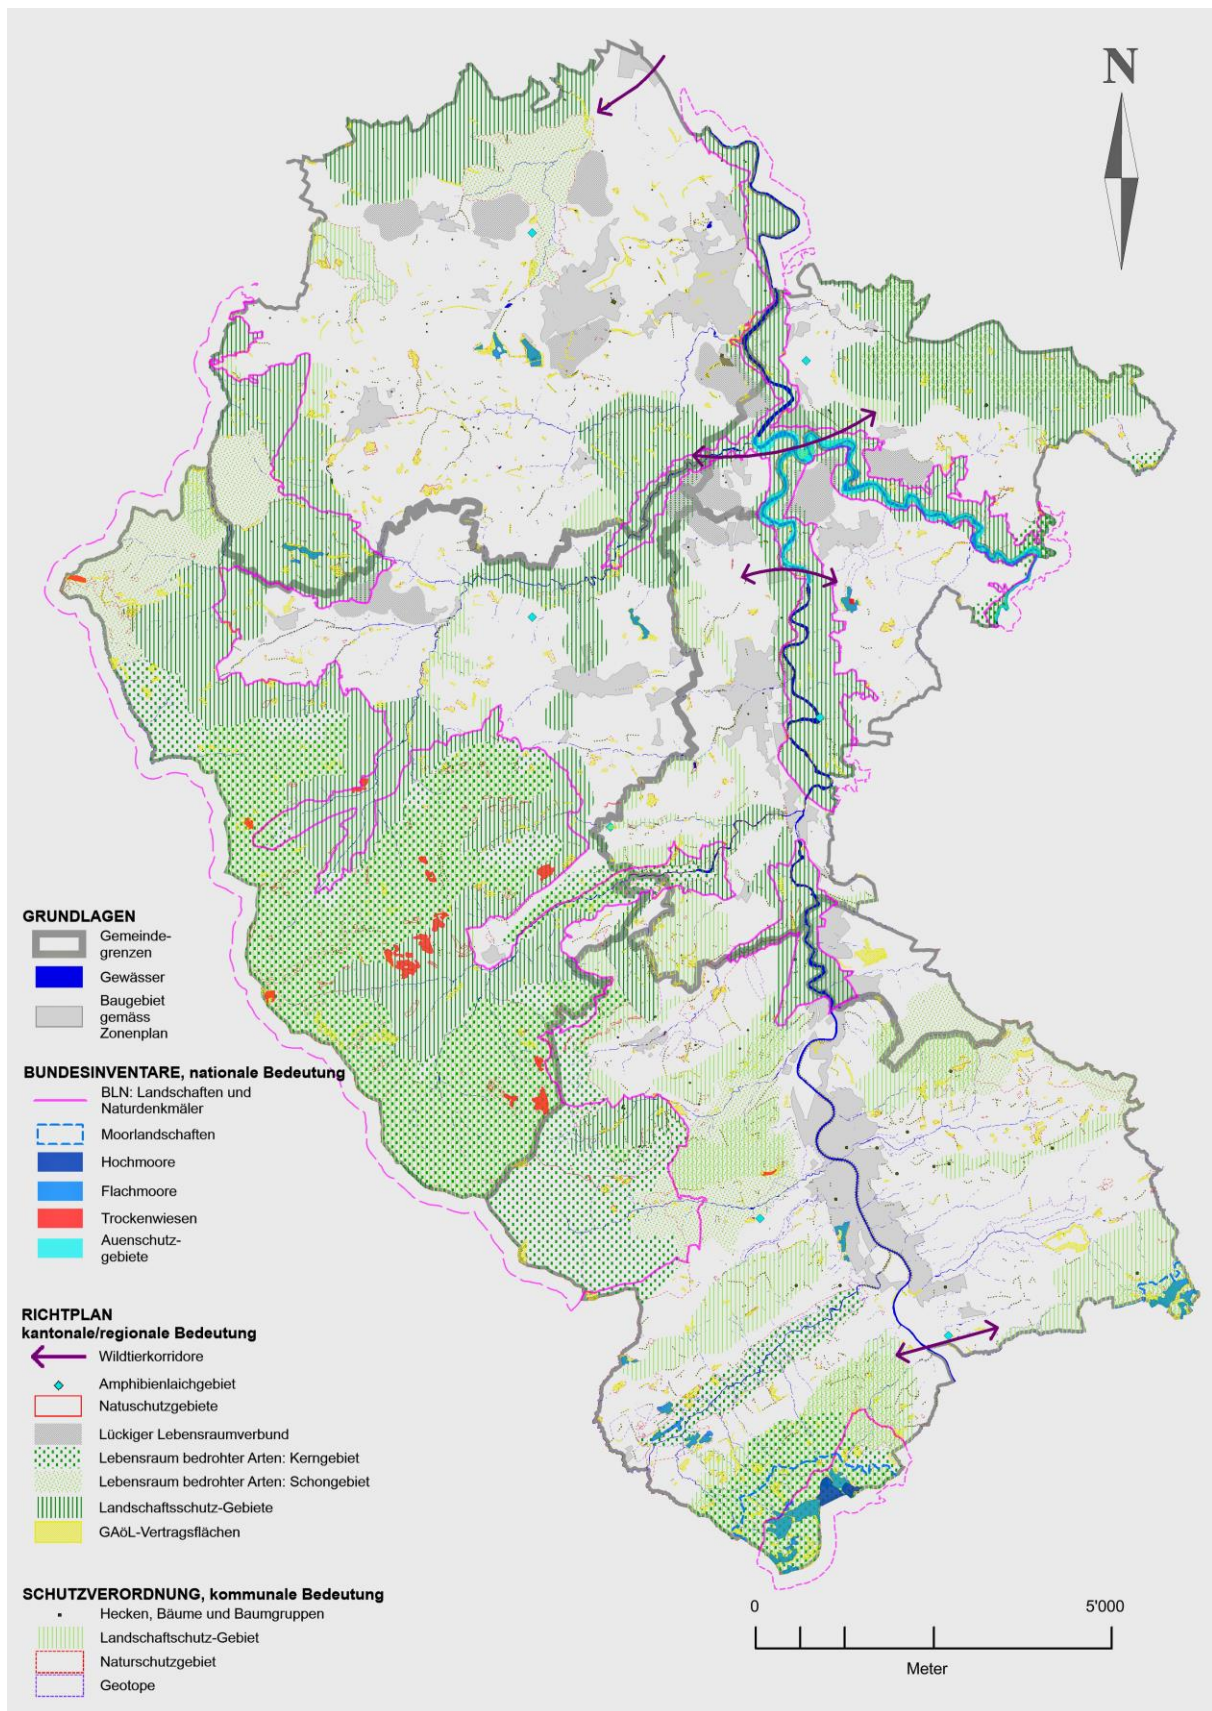 N
GRUNDLAGEN
Gemeinde-
grenzen
Gewässer
Baugebiet
gemäss
Zonenplan
BUNDESINVENTARE, nationale Bedeutung
BLN: Landschaften und
Naturdenkmäler
Moorlandschaften
Hochmoore
Flachmoore
Trockenwiesen
Auenschutz-
gebiete
RICHTPLAN
kantonale/regionale Bedeutung
Wildtierkorridore
Amphibienlaichgebiet
Natuschutzgebiete
Lückiger Lebensraumverbund
Lebensraum bedrohter Arten: Kerngebiet
Lebensraum bedrohter Arten: Schongebiet
Landschaftsschutz-Gebiete
GAöL-Vertragsflächen
SCHUTZVERORDNUNG, kommunale Bedeutung
Hecken, Bäume und Baumgruppen
Landschaftschutz-Gebiet
Naturschutzgebiet
Geotope
0 5'000
Meter